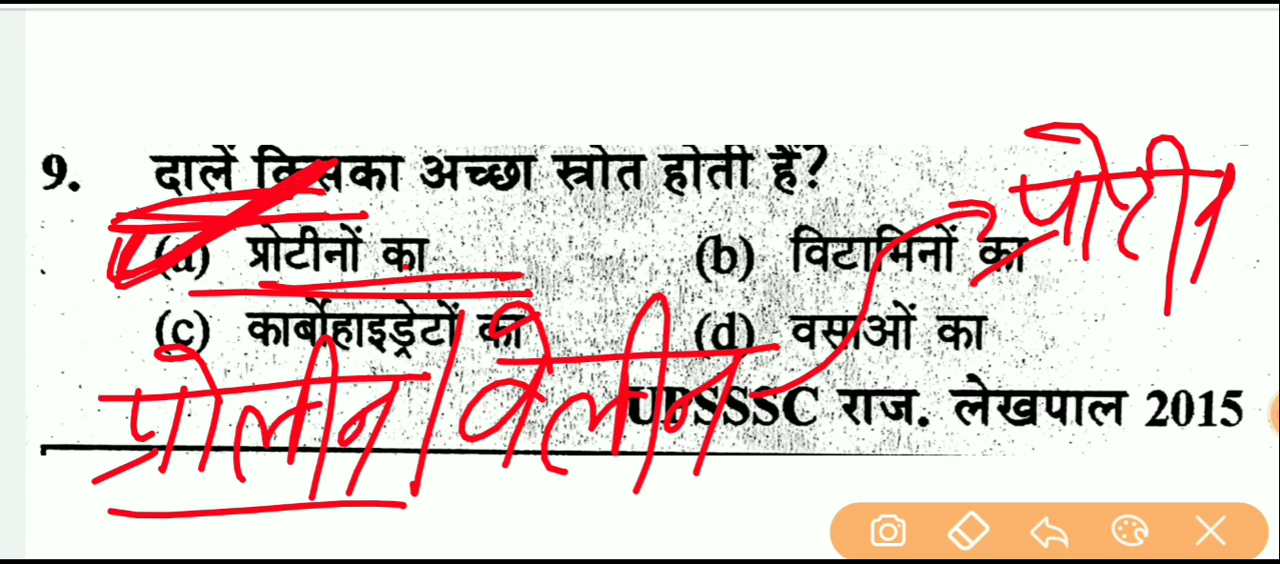 9. दालें किसका अच्छा स्रोत होती हैं?
(a) प्रोटीनों का (b) विटामिनों का
(c) कार्बोहाइड्रेटों का (d) वसाओं का
UPSSSC राज. लेखपाल 2015
प्रोटीन
प्रोलीन / वेलीन